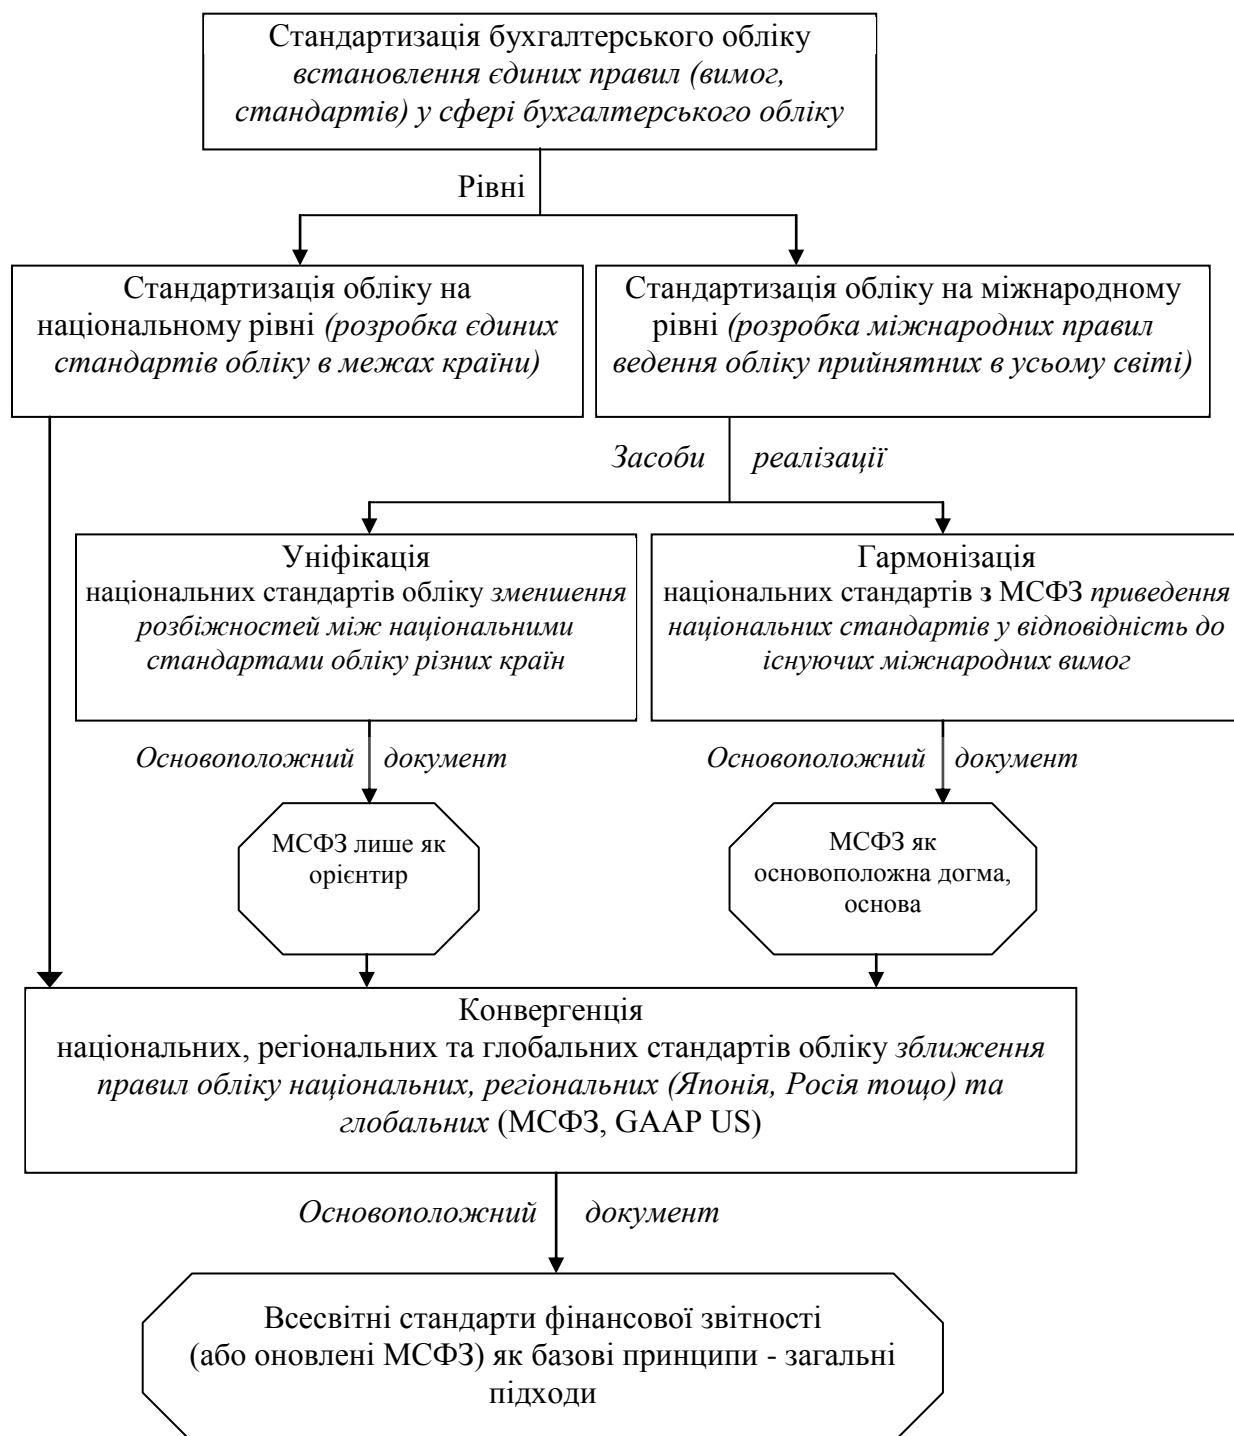 Стандартизація бухгалтерського обліку
встановлення єдиних правил (вимог,
стандартів) у сфері бухгалтерського обліку
Рівні
Стандартизація обліку на
національному рівні (розробка єдиних
стандартів обліку в межах країни)
Стандартизація обліку на міжнародному
рівні (розробка міжнародних правил
ведення обліку прийнятних в усьому світі)
Засоби реалізації
Уніфікація
національних стандартів обліку зменшення
розбіжностей між національними
стандартами обліку різних країн
Гармонізація
національних стандартів з МСФЗ приведення
національних стандартів у відповідність до
існуючих міжнародних вимог
Основоположний документ
Основоположний документ
МСФЗ лише як
орієнтир
МСФЗ як
основоположна догма,
основа
Конвергенція
національних, регіональних та глобальних стандартів обліку зближення
правил обліку національних, регіональних (Японія, Росія тощо) та
глобальних (МСФЗ, GAAP US)
Основоположний документ
Всесвітні стандарти фінансової звітності
(або оновлені МСФЗ) як базові принципи - загальні
підходи